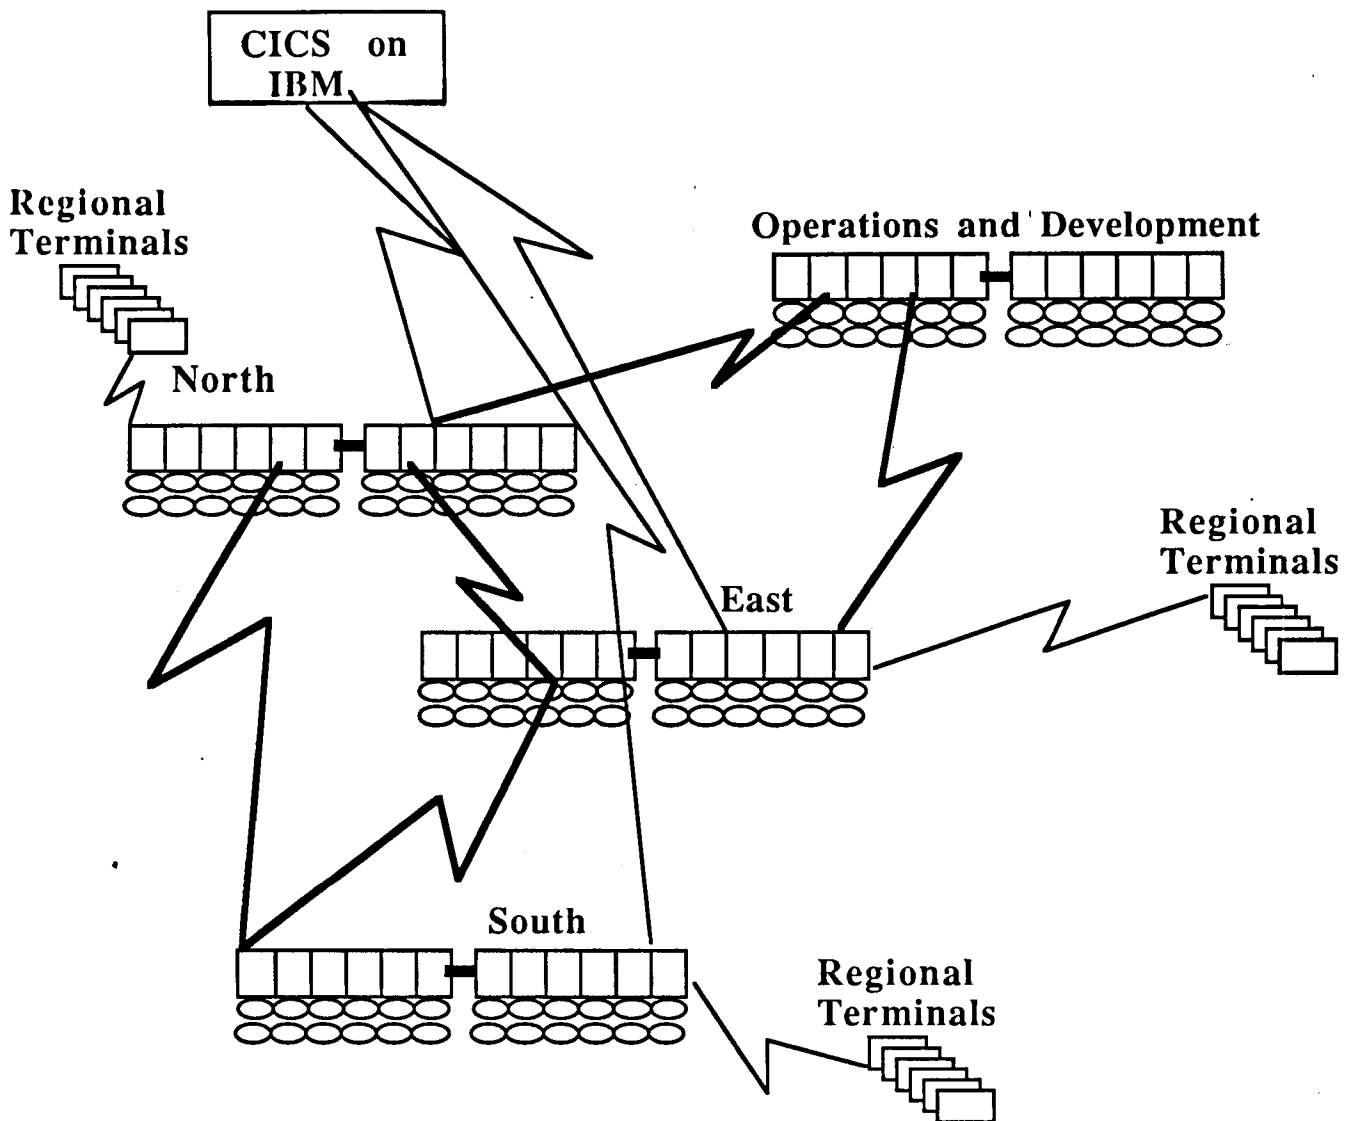 CICS on
IBM
Regional
Terminals
Operations and Development
North
Regional
Terminals
East
South
Regional
Terminals